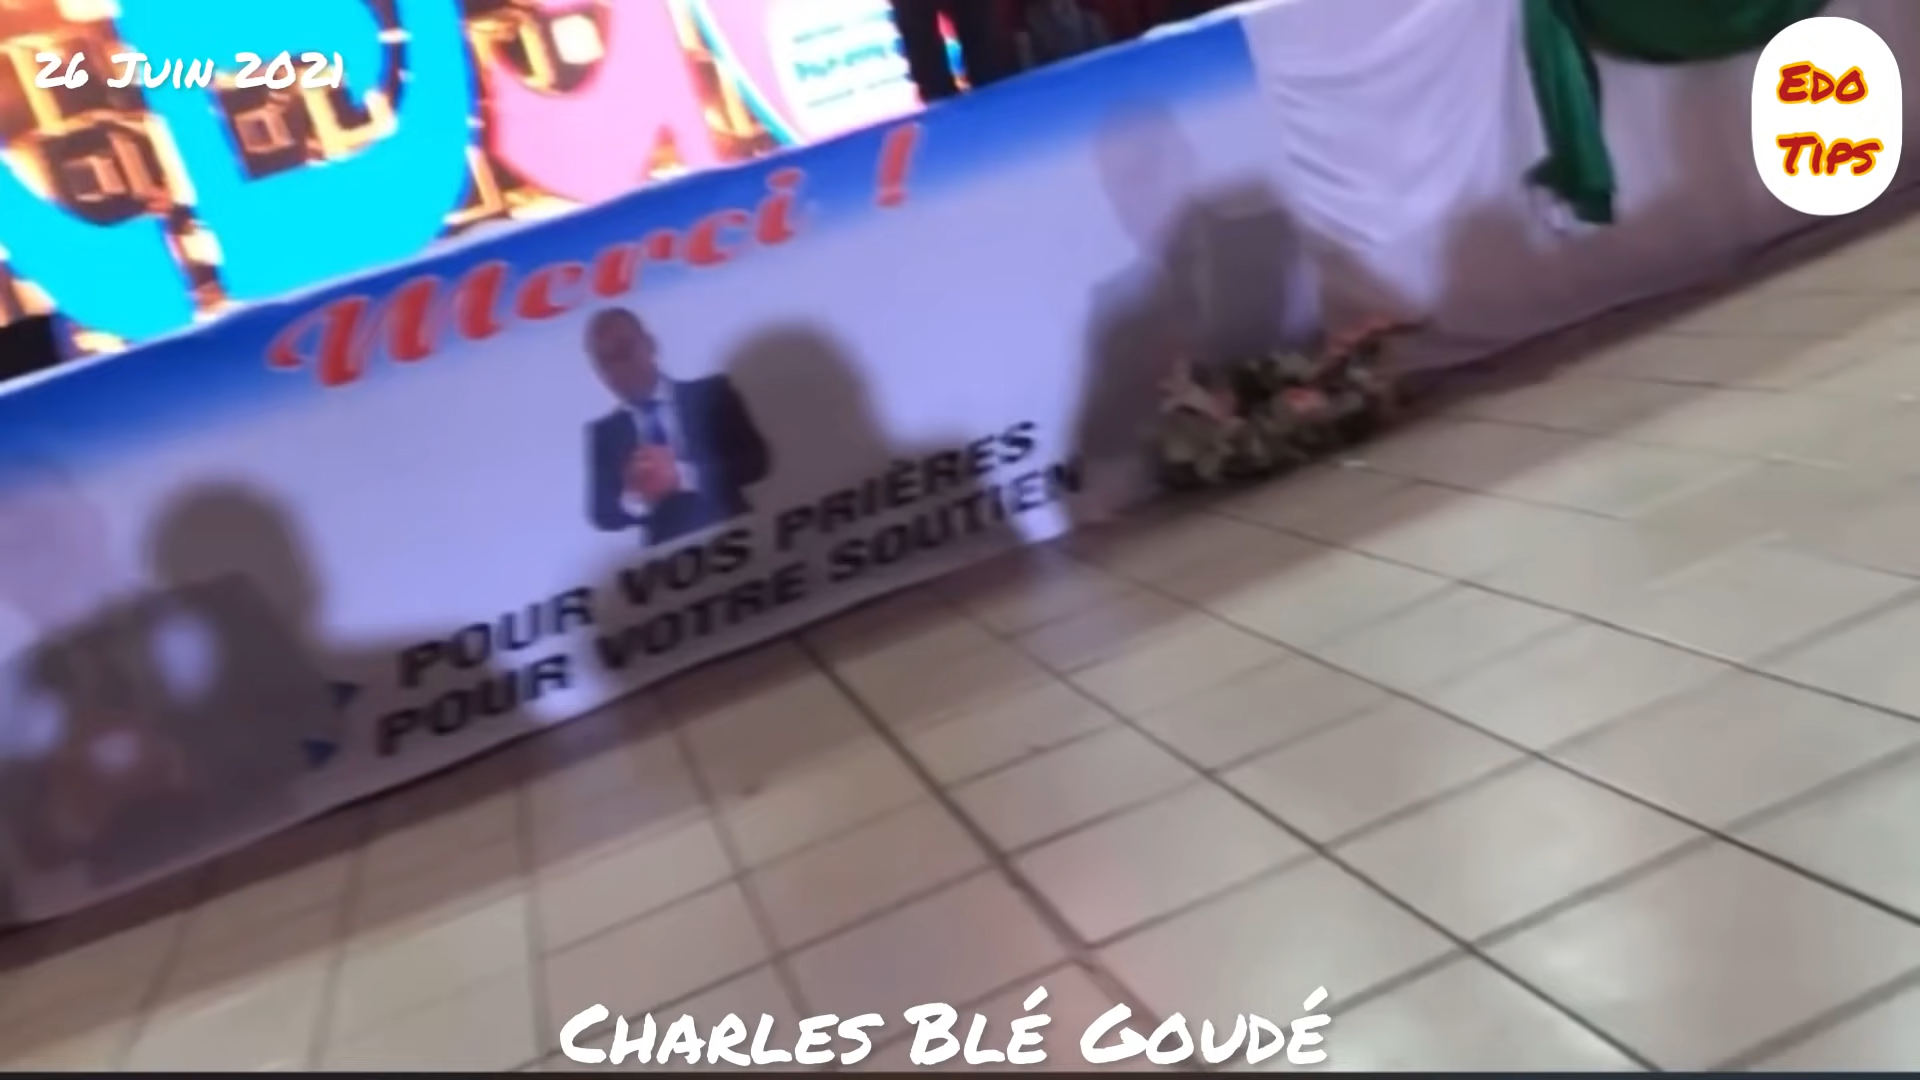 26 Juin 2021
Edo
Tips
Merci !
POUR VOS PRIÈRES
POUR VOTRE SOUTIEN
Charles Blé Goudé